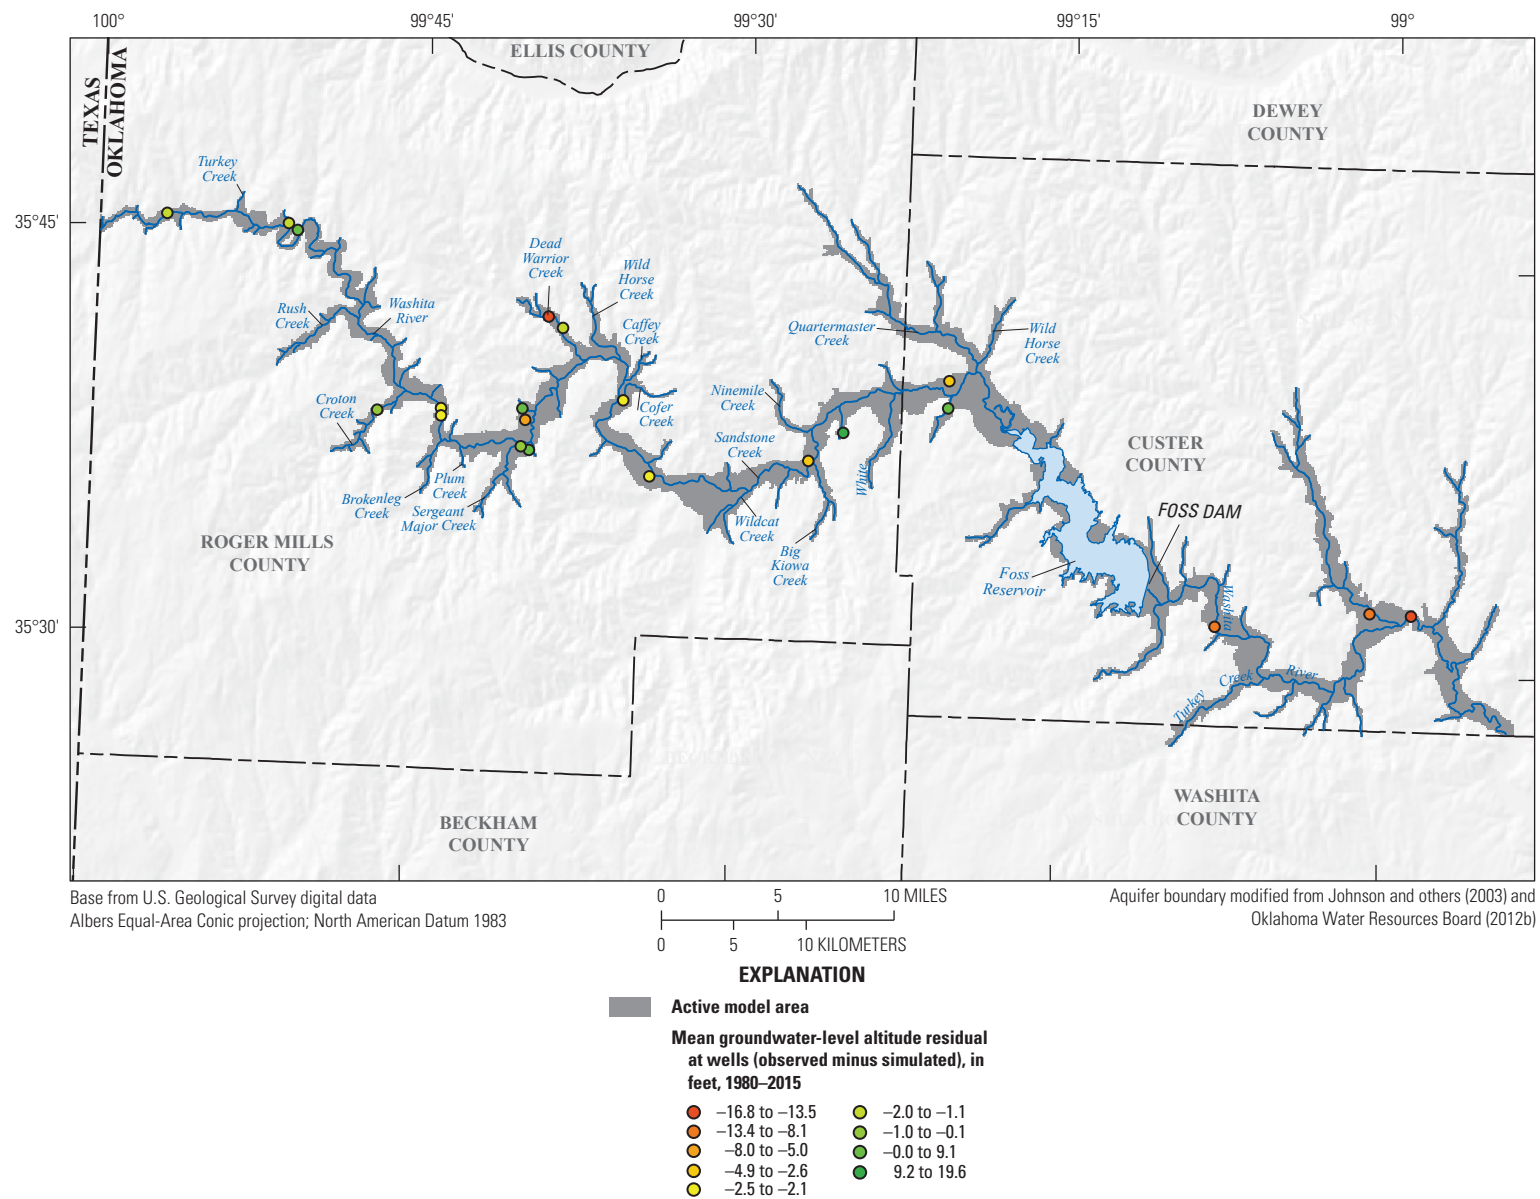 100°
99°45'
99°30'
99°15'
99°
ELLIS COUNTY
TEXAS
OKLAHOMA
DEWEY
COUNTY
Turkey
Creek
35°45'
Dead
Warrior
Creek
Wild
Horse
Creek
Rush
Creek
Washita
River
Caffey
Creek
Quartermaster
Creek
Wild
Horse
Creek
Croton
Creek
Cofer
Creek
Ninemile
Creek
Sandstone
Creek
CUSTER
COUNTY
White
Plum
Creek
Brokenleg
Creek
Sergeant
Major Creek
Wildcat
Creek
Big
Kiowa
Creek
FOSS DAM
ROGER MILLS
COUNTY
Foss
Reservoir
Washita
35°30'
Turkey
Creek
River
WASHITA
COUNTY
BECKHAM
COUNTY
Base from U.S. Geological Survey digital data
Albers Equal-Area Conic projection; North American Datum 1983
0 5 10 MILES
0 5 10 KILOMETERS
Aquifer boundary modified from Johnson and others (2003) and
Oklahoma Water Resources Board (2012b)
EXPLANATION
Active model area
Mean groundwater-level altitude residual
at wells (observed minus simulated), in
feet, 1980–2015
–16.8 to –13.5
–13.4 to –8.1
–8.0 to –5.0
–4.9 to –2.6
–2.5 to –2.1
–2.0 to –1.1
–1.0 to –0.1
–0.0 to 9.1
9.2 to 19.6